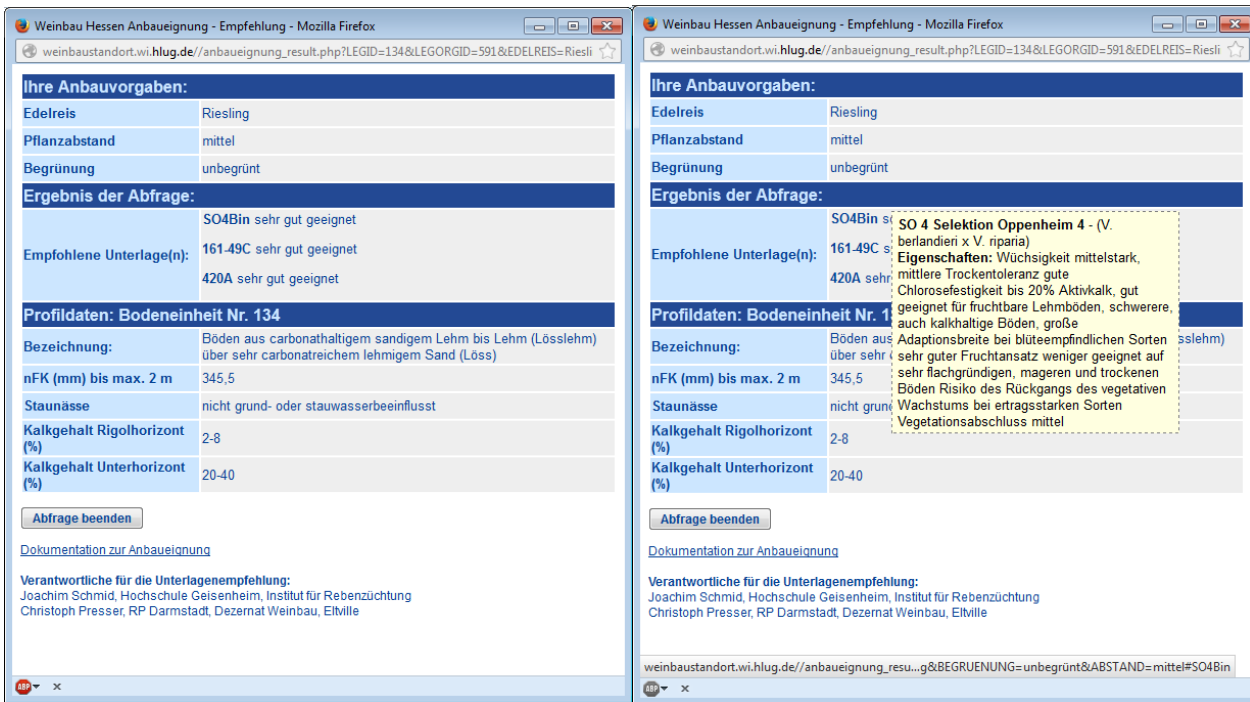 Weinbau Hessen Anbaueignung - Empfehlung - Mozilla Firefox
weinbaustandort.wi.hlug.de//anbaueignung_result.php?LEGID=134&LEGORGID=591&EDELREIS=Riesli
Ihre Anbauvorgaben:
Edelreis Riesling
Pflanzabstand mittel
Begrünung unbegrünt
Ergebnis der Abfrage:
Empfohlene Unterlage(n):
SO4Bin sehr gut geeignet
161-49C sehr gut geeignet
420A sehr gut geeignet
Profildaten: Bodeneinheit Nr. 134
Bezeichnung:
Böden aus carbonathaltigem sandigem Lehm bis Lehm (Lösslehm)
über sehr carbonatreichem lehmigem Sand (Löss)
nFK (mm) bis max. 2 m 345,5
Staunässe nicht grund- oder stauwasserbeeinflusst
Kalkgehalt Rigolhorizont
(%)
2-8
Kalkgehalt Unterhorizont
(%)
20-40
Abfrage beenden
Dokumentation zur Anbaueignung
Verantwortliche für die Unterlagenempfehlung:
Joachim Schmid, Hochschule Geisenheim, Institut für Rebenzüchtung
Christoph Presser, RP Darmstadt, Dezernat Weinbau, Eltville
ABP
Weinbau Hessen Anbaueignung - Empfehlung - Mozilla Firefox
weinbaustandort.wi.hlug.de//anbaueignung_result.php?LEGID=134&LEGORGID=591&EDELREIS=Riesli
Ihre Anbauvorgaben:
Edelreis Riesling
Pflanzabstand mittel
Begrünung unbegrünt
Ergebnis der Abfrage:
Empfohlene Unterlage(n):
SO4Bin s
161-49C s
420A sehr
SO 4 Selektion Oppenheim 4 - (V.
berlandieri x V. riparia)
Eigenschaften: Wüchsigkeit mittelstark,
mittlere Trockentoleranz gute
Chlorosefestigkeit bis 20% Aktivkalk, gut
geeignet für fruchtbare Lehmböden, schwerere,
auch kalkhaltige Böden, große
Adaptionsbreite bei blüteempfindlichen Sorten
sehr guter Fruchtansatz weniger geeignet auf
sehr flachgründigen, mageren und trockenen
Böden Risiko des Rückgangs des vegetativen
Wachstums bei ertragsstarken Sorten
Vegetationsabschluss mittel
Profildaten: Bodeneinheit Nr. 1
Bezeichnung:
Böden aus sslehm)
über sehr
nFK (mm) bis max. 2 m 345,5
Staunässe nicht grun
Kalkgehalt Rigolhorizont
(%)
2-8
Kalkgehalt Unterhorizont
(%)
20-40
Abfrage beenden
Dokumentation zur Anbaueignung
Verantwortliche für die Unterlagenempfehlung:
Joachim Schmid, Hochschule Geisenheim, Institut für Rebenzüchtung
Christoph Presser, RP Darmstadt, Dezernat Weinbau, Eltville
weinbaustandort.wi.hlug.de//anbaueignung_resu...g&BEGRUENUNG=unbegrünt&ABSTAND=mittel#SO4Bin
ABP